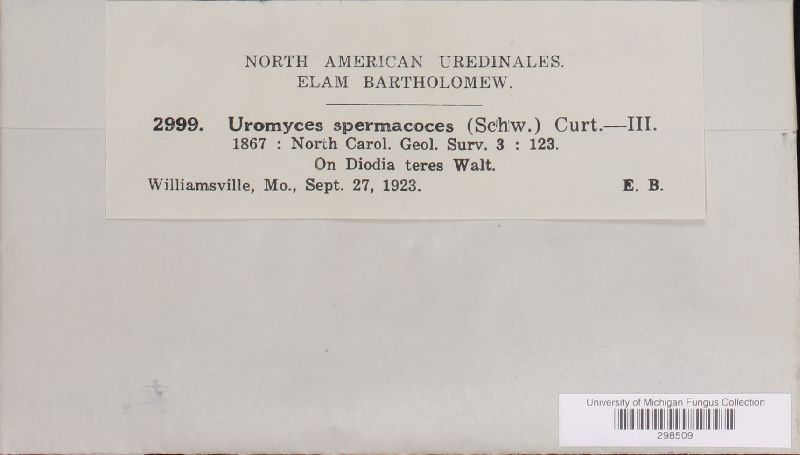 NORTH AMERICAN UREDINALES.
ELAM BARTHOLOMEW.
2999. Uromyces spermacoces (Schw.) Curt.—III.
1867 : North Carol. Geol. Surv. 3 : 123.
On Diodia teres Walt.
Williamsville, Mo., Sept. 27, 1923. E. B.
University of Michigan Fungus Collection
298509